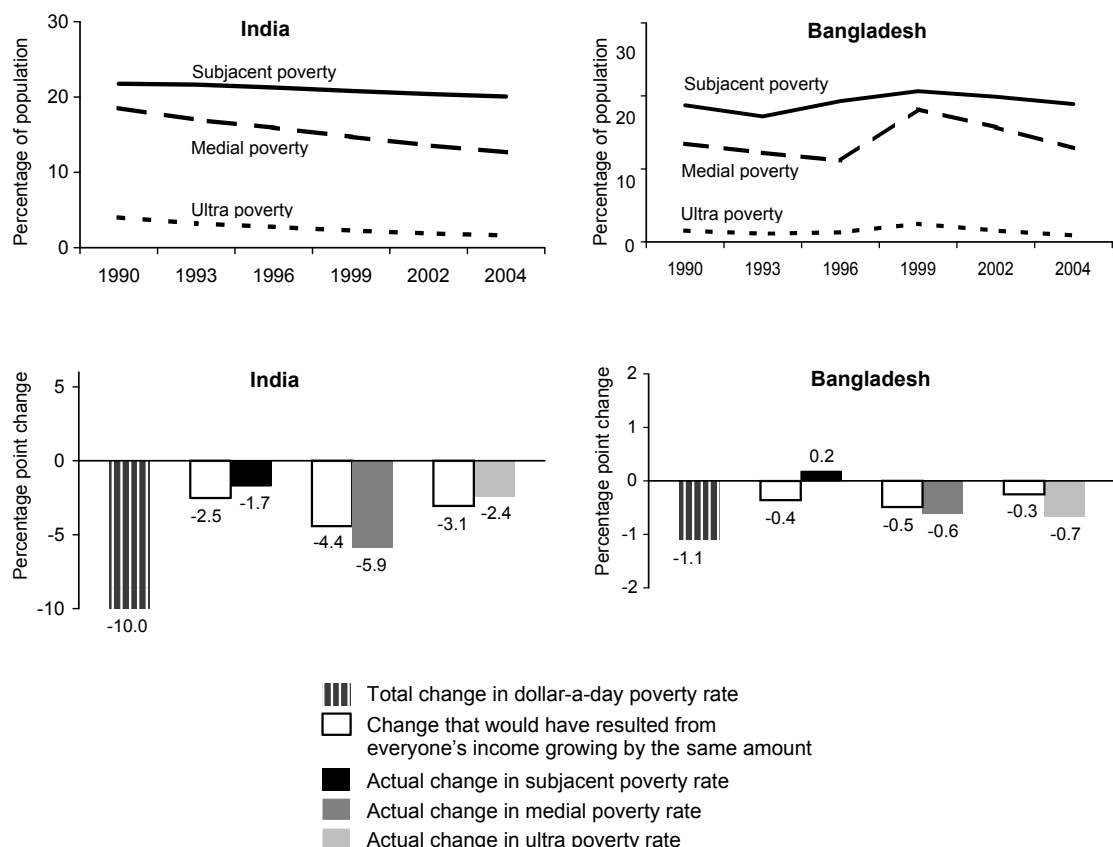 India
Percentage of population
30
20
10
0
Subjacent poverty
Medial poverty
Ultra poverty
1990 1993 1996 1999 2002 2004
Bangladesh
Percentage of population
30
30
20
10
0
Subjacent poverty
Medial poverty
Ultra poverty
1990 1993 1996 1999 2002 2004
India
Percentage point change
5
0
-5
-10
-10.0
-2.5
-1.7
-4.4
-5.9
-3.1
-2.4
Bangladesh
Percentage point change
2
1
0
-1
-2
-1.1
-0.4
0.2
-0.5
-0.6
-0.3
-0.7
Total change in dollar-a-day poverty rate
Change that would have resulted from
everyone's income growing by the same amount
Actual change in subjacent poverty rate
Actual change in medial poverty rate
Actual change in ultra poverty rate